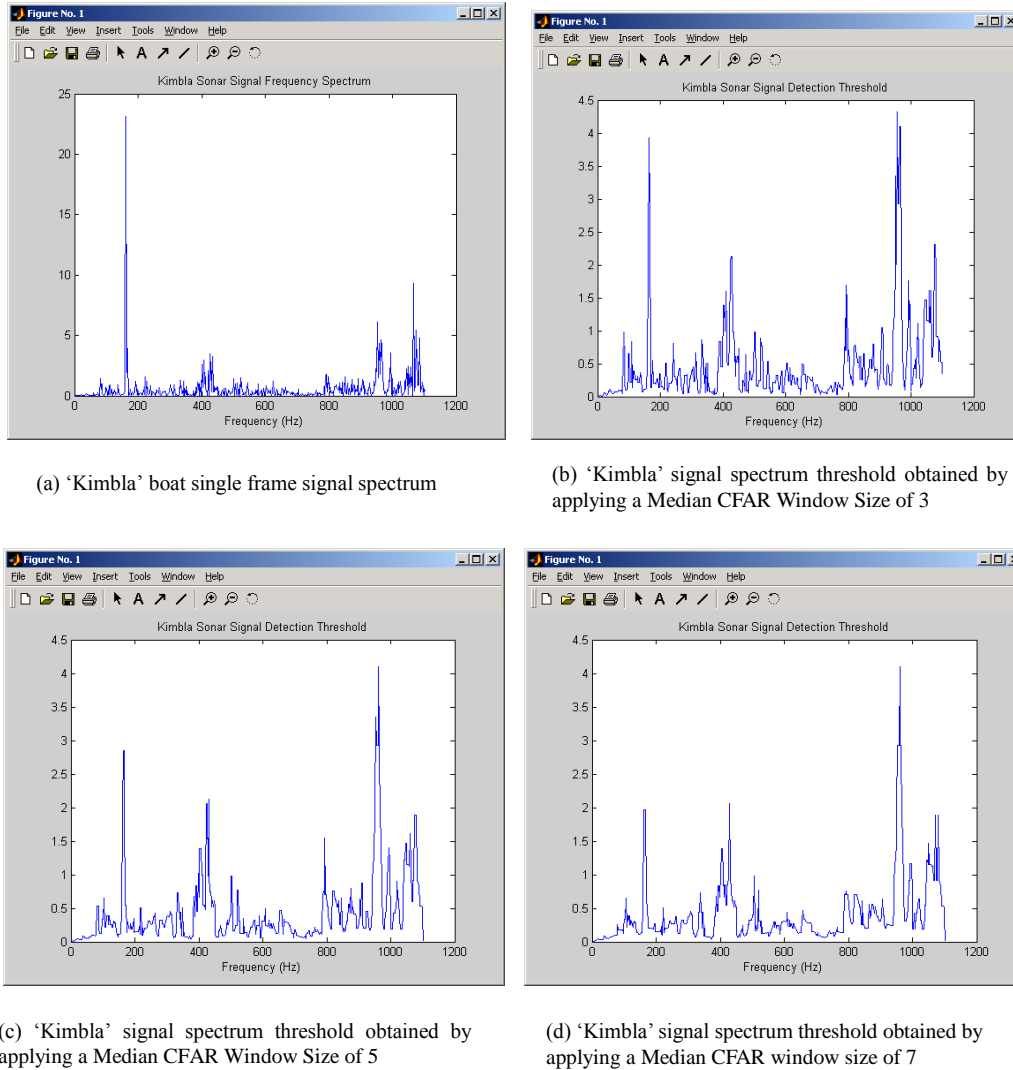 Figure No. 1
File Edit View Insert Tools Window Help
Kimbla Sonar Signal Frequency Spectrum
25
20
15
10
5
0
0 200 400 600 800 1000 1200
Frequency (Hz)
(a) ‘Kimbla’ boat single frame signal spectrum
Figure No. 1
File Edit View Insert Tools Window Help
Kimbla Sonar Signal Detection Threshold
4.5
4
3.5
3
2.5
2
1.5
1
0.5
0
0 200 400 600 800 1000 1200
Frequency (Hz)
(b) ‘Kimbla’ signal spectrum threshold obtained by
applying a Median CFAR Window Size of 3
Figure No. 1
File Edit View Insert Tools Window Help
Kimbla Sonar Signal Detection Threshold
4.5
4
3.5
3
2.5
2
1.5
1
0.5
0
0 200 400 600 800 1000 1200
Frequency (Hz)
(c) ‘Kimbla’ signal spectrum threshold obtained by
applying a Median CFAR Window Size of 5
Figure No. 1
File Edit View Insert Tools Window Help
Kimbla Sonar Signal Detection Threshold
4.5
4
3.5
3
2.5
2
1.5
1
0.5
0
0 200 400 600 800 1000 1200
Frequency (Hz)
(d) ‘Kimbla’ signal spectrum threshold obtained by
applying a Median CFAR window size of 7